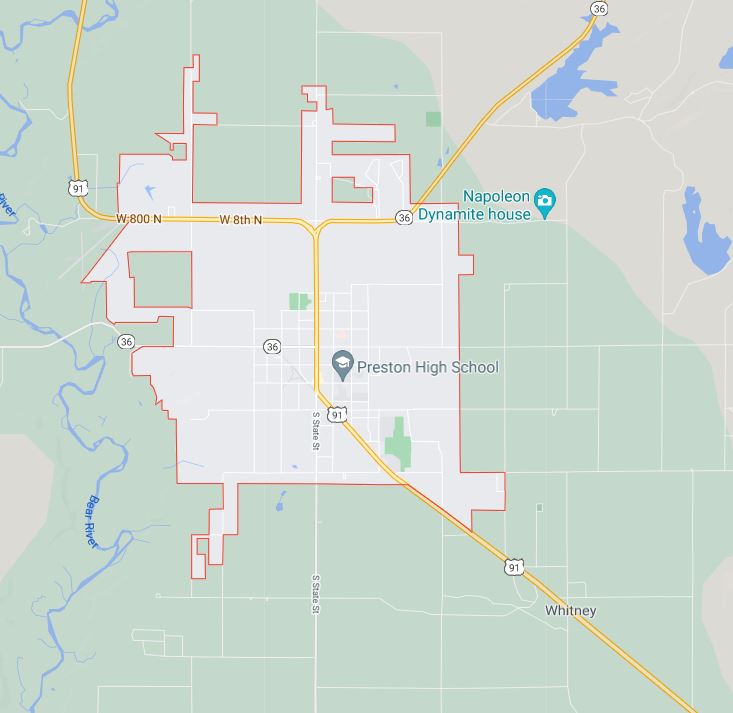 36
91
River
W 800 N
W 8th N
36
Napoleon
Dynamite house
36
36
Preston High School
91
S State St
Bear River
91
S State St
Whitney